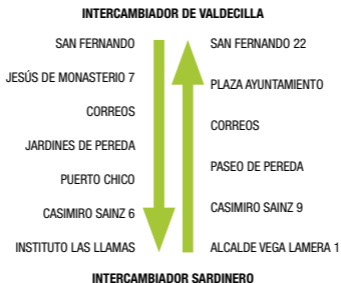 INTERCAMBIADOR DE VALDECILLA
SAN FERNANDO
JESÚS DE MONASTERIO 7
CORREOS
JARDINES DE PEREDA
PUERTO CHICO
CASIMIRO SAINZ 6
INSTITUTO LAS LLAMAS
SAN FERNANDO 22
PLAZA AYUNTAMIENTO
CORREOS
PASEO DE PEREDA
CASIMIRO SAINZ 9
ALCALDE VEGA LAMERA 1
INTERCAMBIADOR SARDINERO